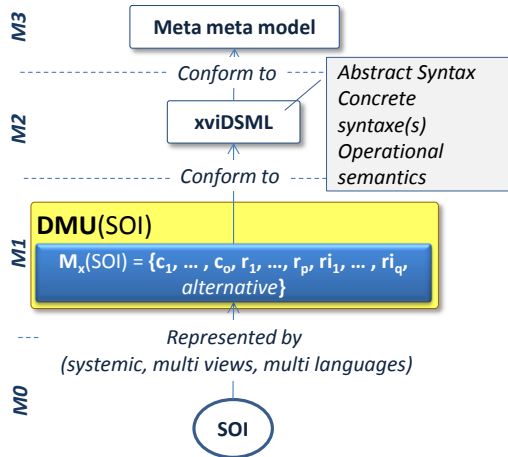 M3
Meta meta model
Conform to
Abstract Syntax
Concrete
syntaxe(s)
Operational
semantics
M2
xviDSML
Conform to
DMU(SOI)
M1
Mₓ(SOI) = {c₁, … , cₒ, r₁, …, rₚ, ri₁, … , ri_q,
alternative}
Represented by
(systemic, multi views, multi languages)
M0
SOI